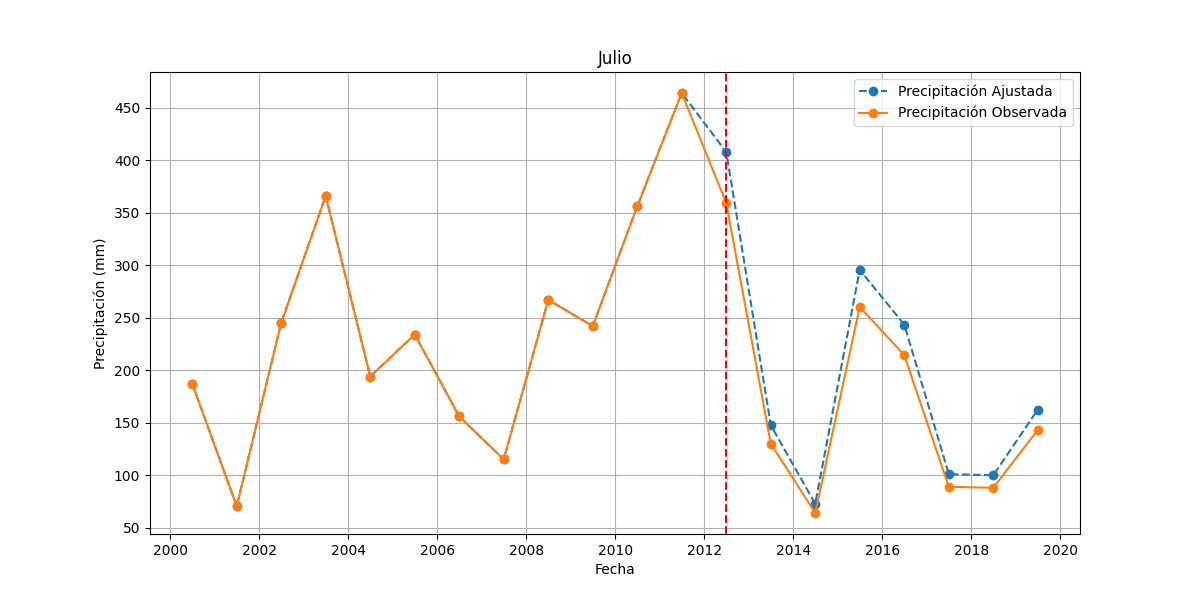 Julio
Precipitación Ajustada
Precipitación Observada
Precipitación (mm)
450
400
350
300
250
200
150
100
50
2000 2002 2004 2006 2008 2010 2012 2014 2016 2018 2020
Fecha